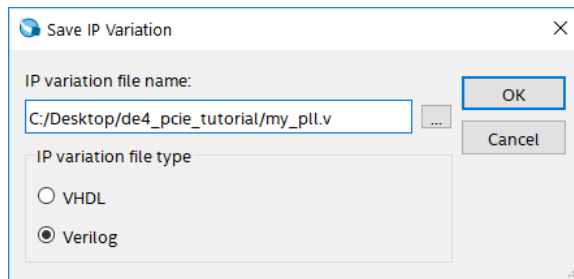 Save IP Variation
IP variation file name:
C:/Desktop/de4_pcie_tutorial/my_pll.v
...
OK
Cancel
IP variation file type
VHDL
Verilog